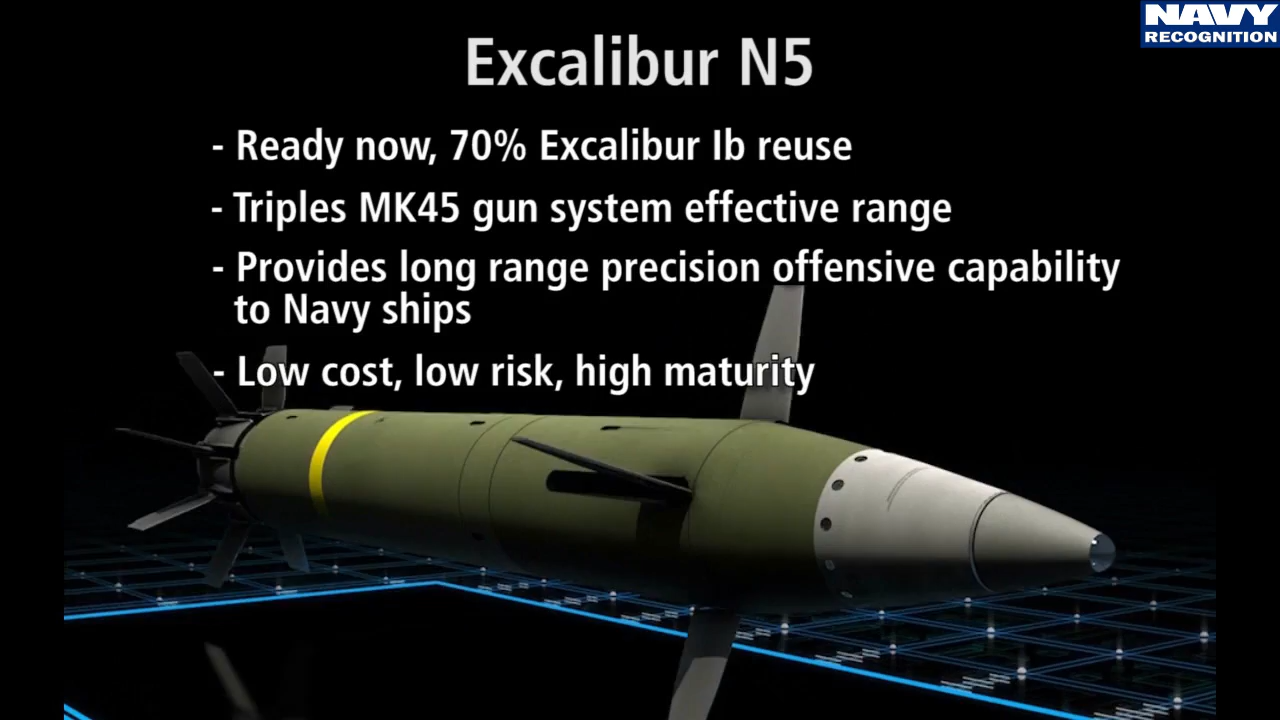 NAVY
RECOGNITION
Excalibur N5
- Ready now, 70% Excalibur Ib reuse
- Triples MK45 gun system effective range
- Provides long range precision offensive capability
to Navy ships
- Low cost, low risk, high maturity